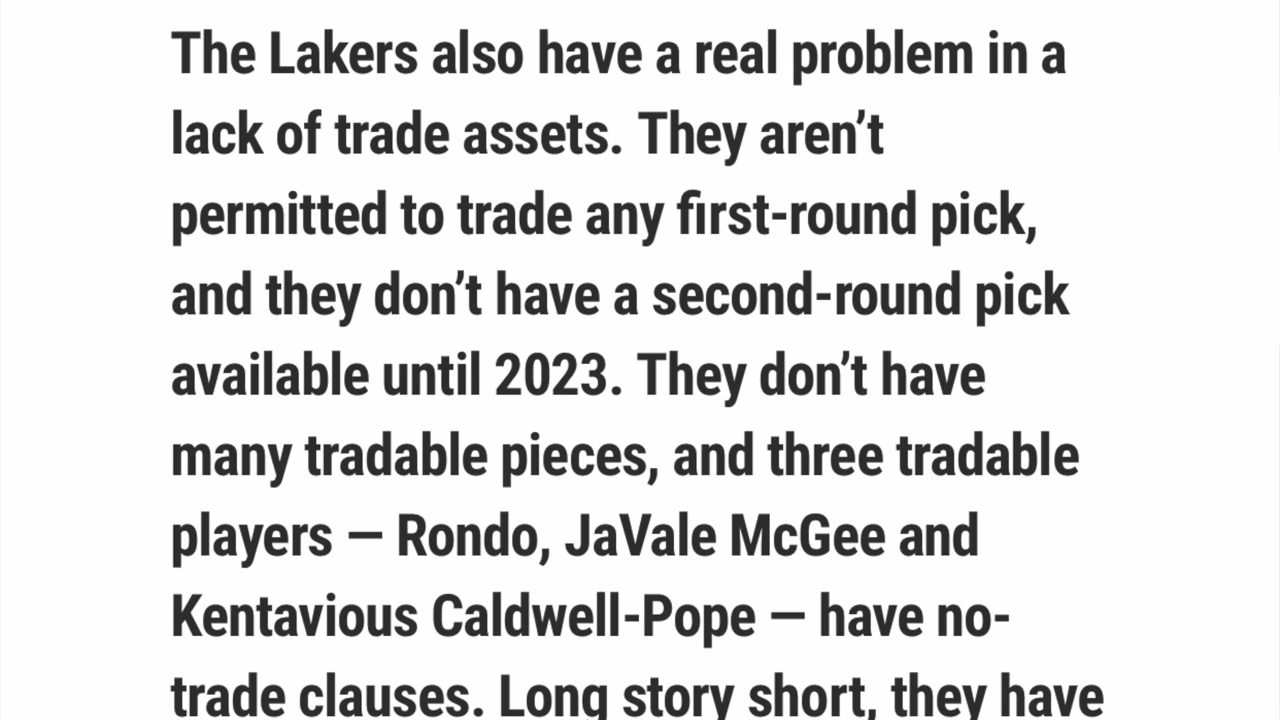 The Lakers also have a real problem in a
lack of trade assets. They aren’t
permitted to trade any first-round pick,
and they don’t have a second-round pick
available until 2023. They don’t have
many tradable pieces, and three tradable
players — Rondo, JaVale McGee and
Kentavious Caldwell-Pope — have no-
trade clauses. Long story short, they have